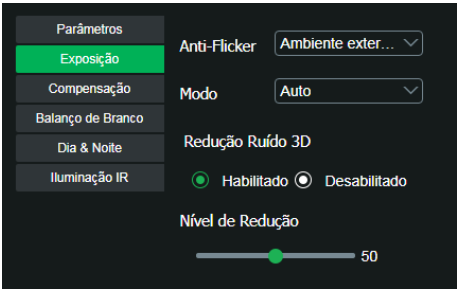 Parâmetros
Exposição
Compensação
Balanço de Branco
Dia & Noite
Iluminação IR
Anti-Flicker
Ambiente exter...
Modo
Auto
Redução Ruído 3D
Habilitado
Desabilitado
Nível de Redução
50